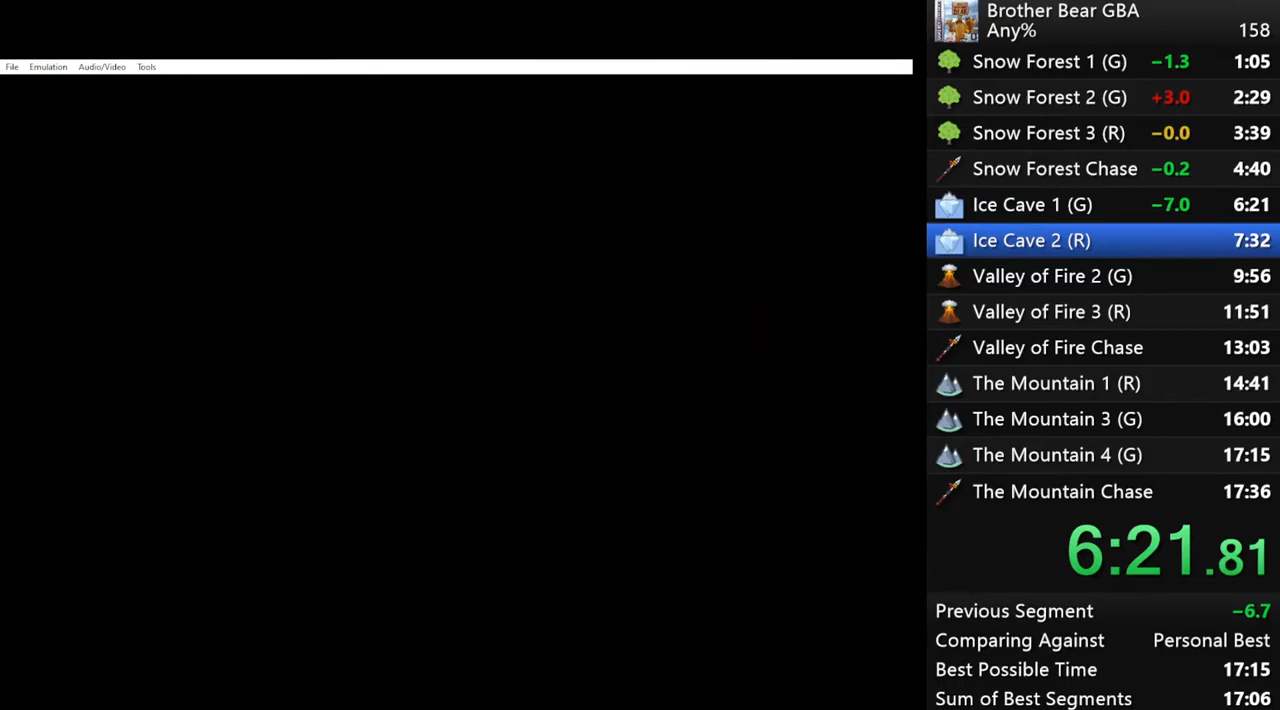 File Emulation Audio/Video Tools
Brother Bear GBA
Any% 158
Snow Forest 1 (G) −1.3 1:05
Snow Forest 2 (G) +3.0 2:29
Snow Forest 3 (R) −0.0 3:39
Snow Forest Chase −0.2 4:40
Ice Cave 1 (G) −7.0 6:21
Ice Cave 2 (R) 7:32
Valley of Fire 2 (G) 9:56
Valley of Fire 3 (R) 11:51
Valley of Fire Chase 13:03
The Mountain 1 (R) 14:41
The Mountain 3 (G) 16:00
The Mountain 4 (G) 17:15
The Mountain Chase 17:36
6:21.81
Previous Segment −6.7
Comparing Against Personal Best
Best Possible Time 17:15
Sum of Best Segments 17:06